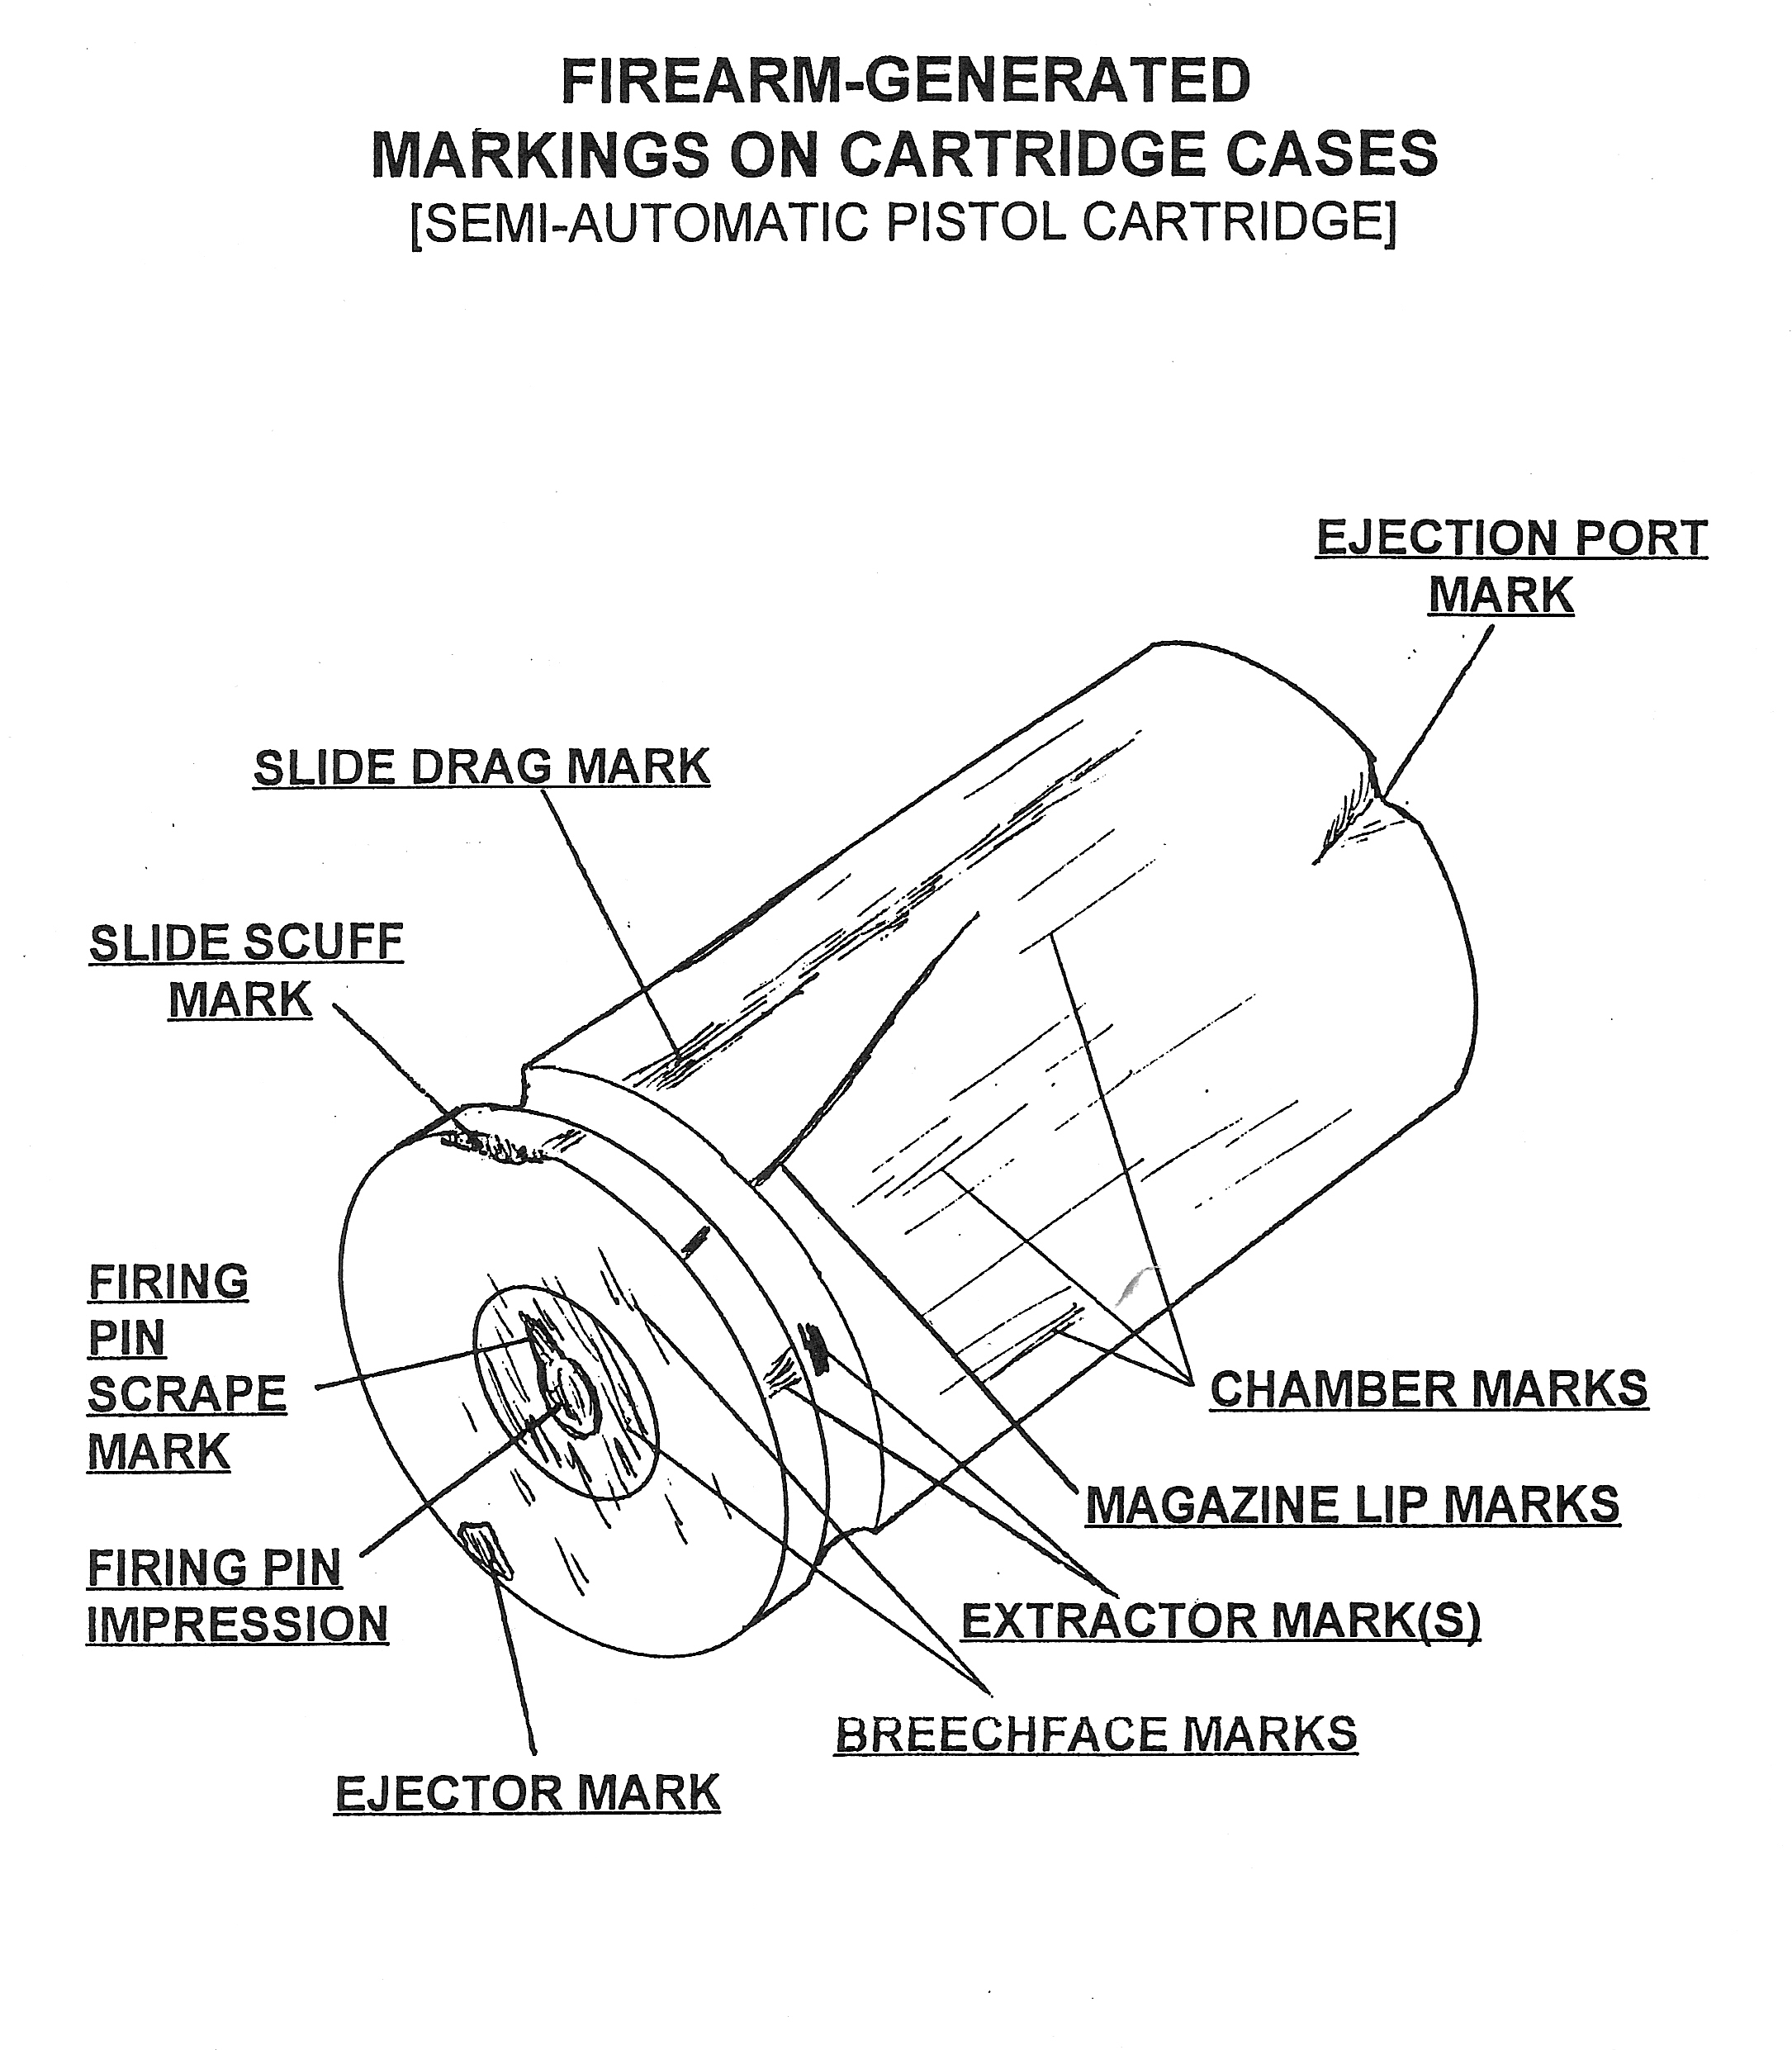 FIREARM-GENERATED
MARKINGS ON CARTRIDGE CASES
[SEMI-AUTOMATIC PISTOL CARTRIDGE]
EJECTION PORT
MARK
SLIDE DRAG MARK
SLIDE SCUFF
MARK
FIRING
PIN
SCRAPE
MARK
CHAMBER MARKS
MAGAZINE LIP MARKS
FIRING PIN
IMPRESSION
EXTRACTOR MARK(S)
BREECHFACE MARKS
EJECTOR MARK